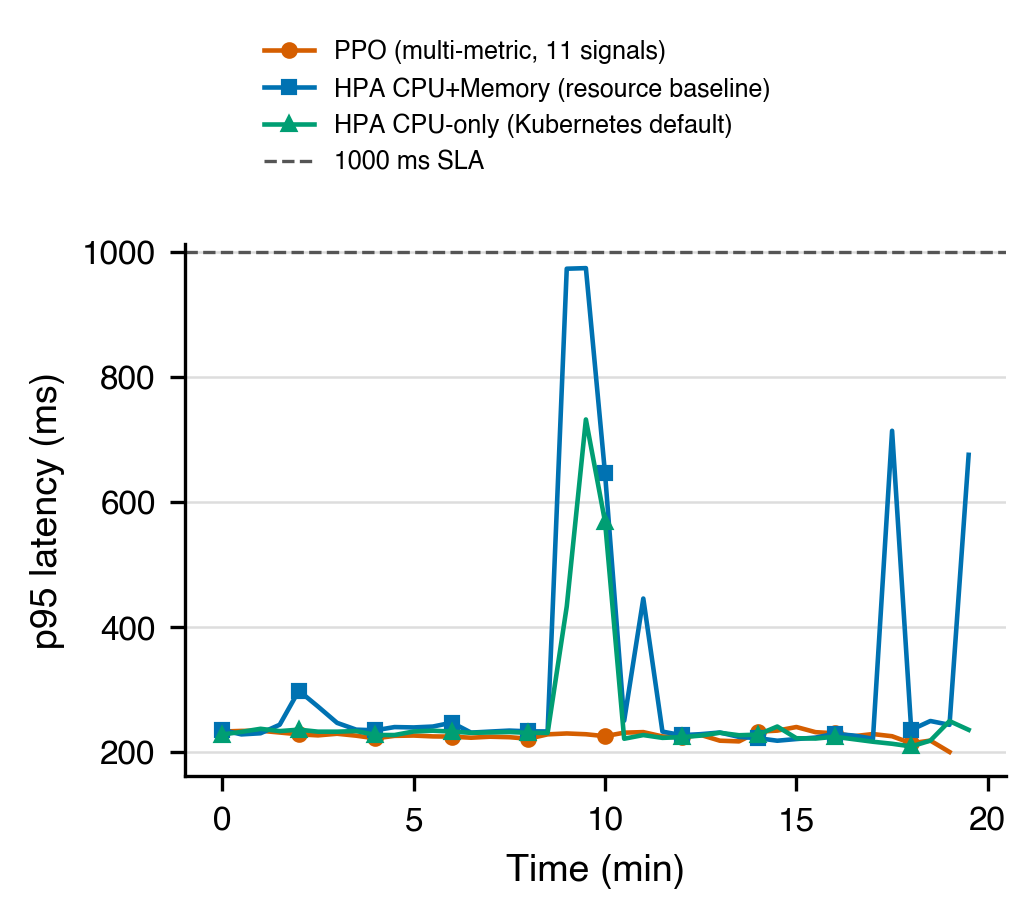 PPO (multi-metric, 11 signals)
HPA CPU+Memory (resource baseline)
HPA CPU-only (Kubernetes default)
1000 ms SLA
1000
800
600
400
200
p95 latency (ms)
0 5 10 15 20
Time (min)